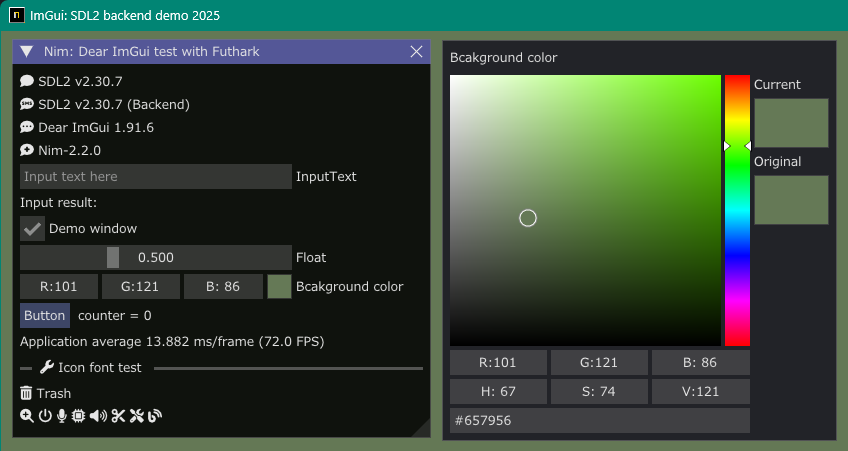 ImGui: SDL2 backend demo 2025
Nim: Dear ImGui test with Futhark
SDL2 v2.30.7
SDL2 v2.30.7 (Backend)
Dear ImGui 1.91.6
Nim-2.2.0
Input text here InputText
Input result:
Demo window
0.500 Float
R:101 G:121 B: 86 Bcakground color
Button counter = 0
Application average 13.882 ms/frame (72.0 FPS)
Icon font test
Trash
Bcakground color
Current
Original
R:101 G:121 B: 86
H: 67 S: 74 V:121
#657956